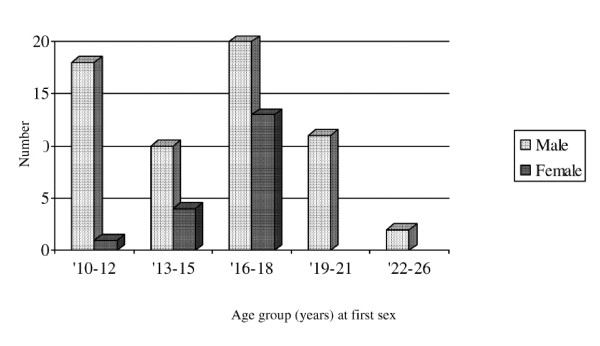 20
15
)
5
0
Number
'10-12 '13-15 '16-18 '19-21 '22-26
Age group (years) at first sex
Male
Female